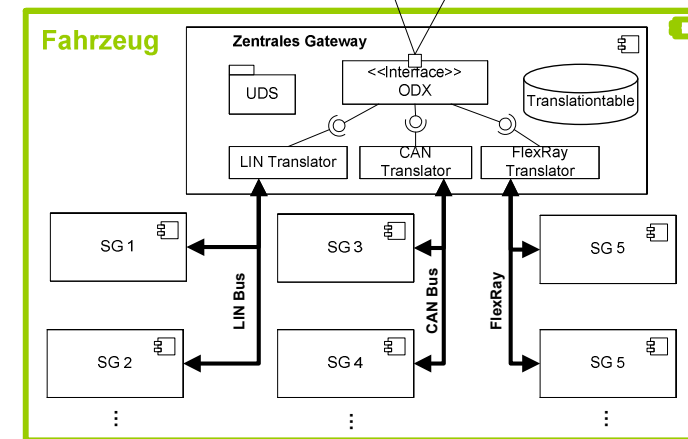 Fahrzeug
Zentrales Gateway
<<Interface>>
ODX
UDS
Translationtable
LIN Translator
CAN
Translator
FlexRay
Translator
SG 1
SG 3
SG 5
LIN Bus
CAN Bus
FlexRay
SG 2
SG 4
SG 5
⋮
⋮
⋮